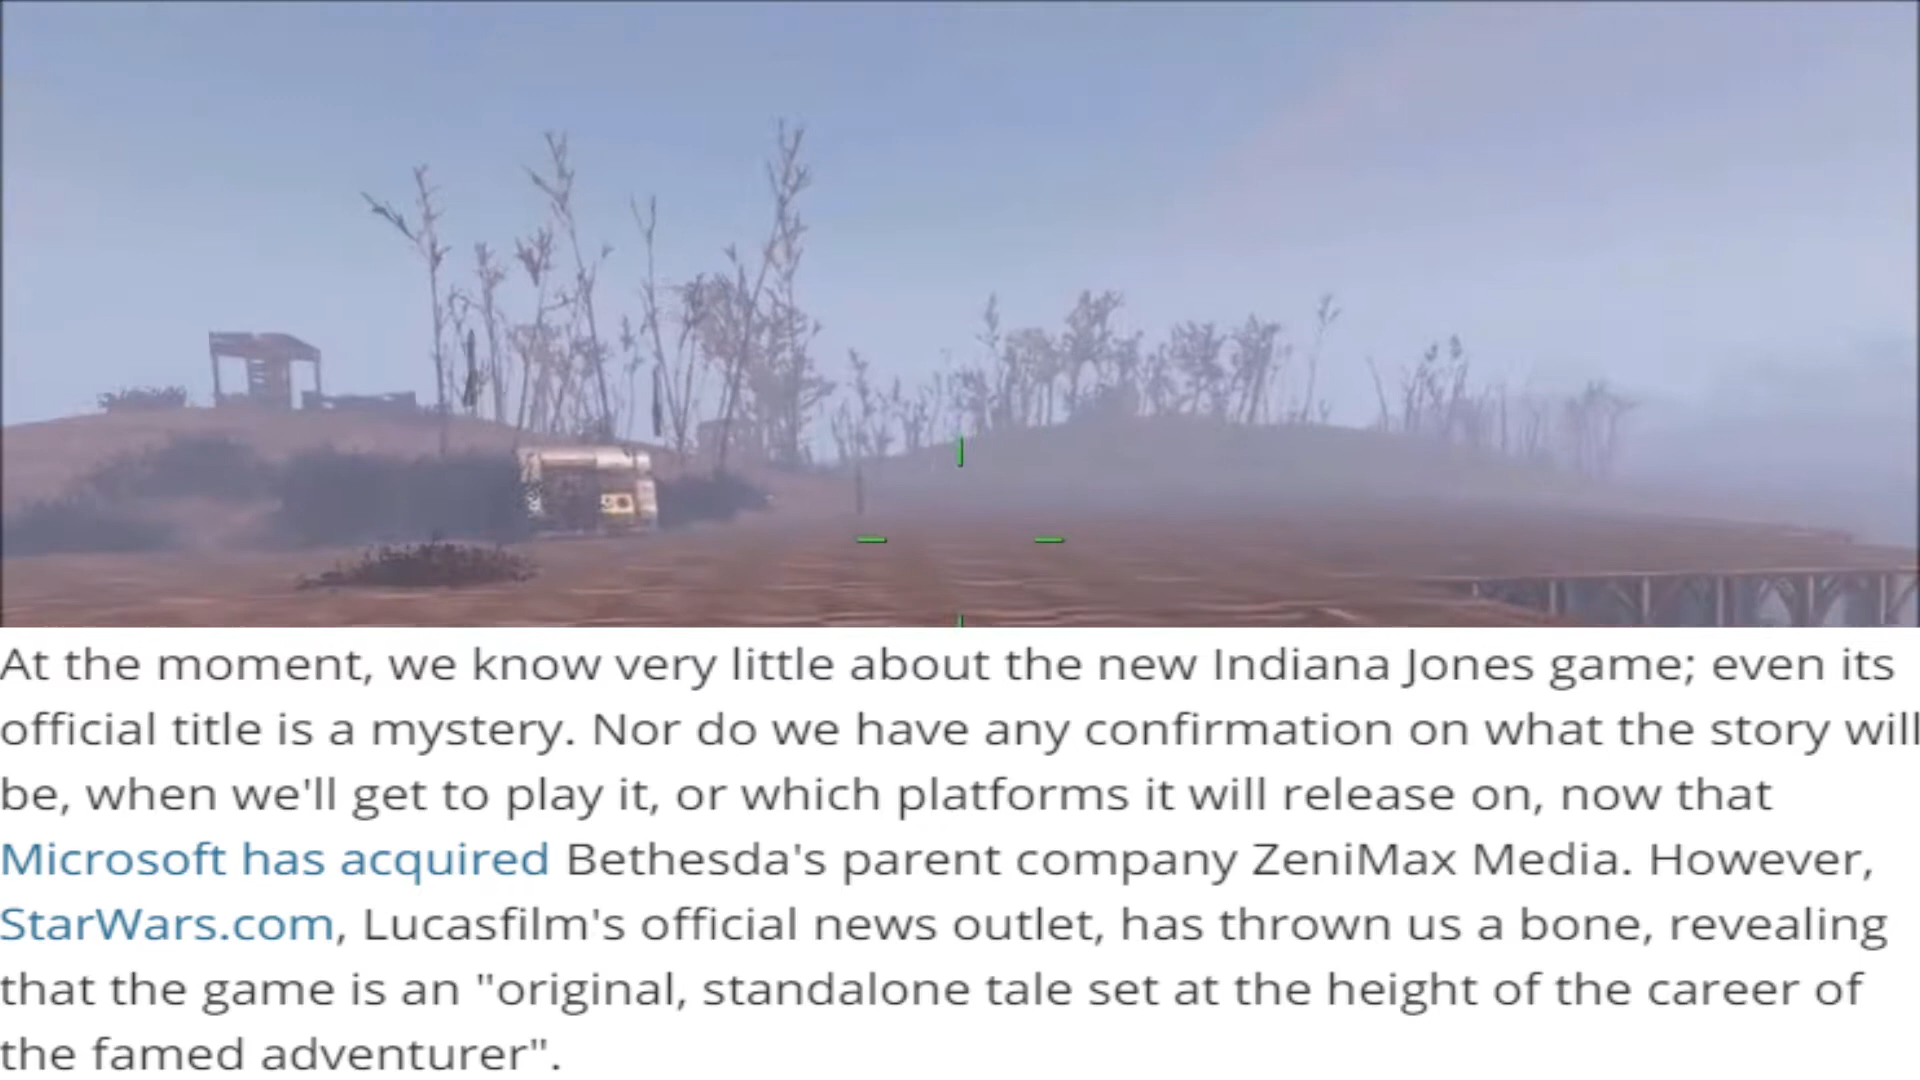 At the moment, we know very little about the new Indiana Jones game; even its
official title is a mystery. Nor do we have any confirmation on what the story will
be, when we'll get to play it, or which platforms it will release on, now that
Microsoft has acquired Bethesda's parent company ZeniMax Media. However,
StarWars.com, Lucasfilm's official news outlet, has thrown us a bone, revealing
that the game is an "original, standalone tale set at the height of the career of
the famed adventurer".